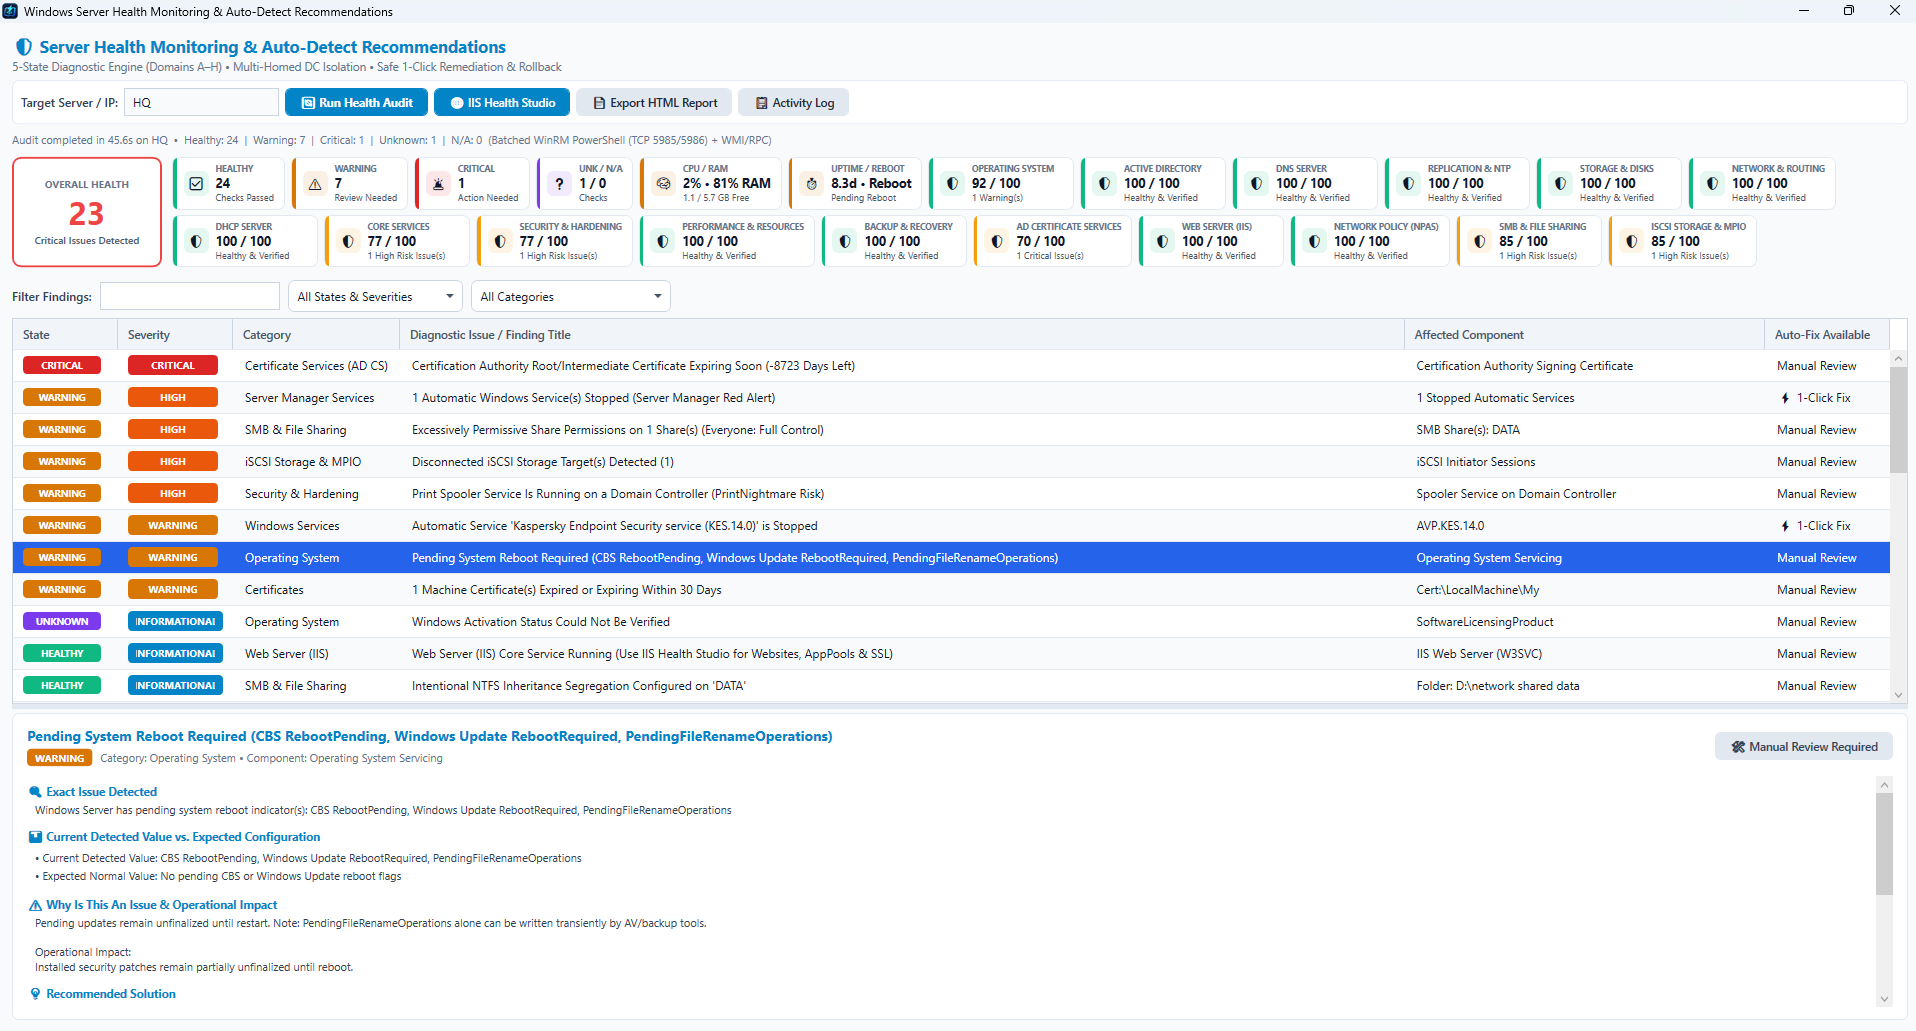 Windows Server Health Monitoring & Auto-Detect Recommendations
Server Health Monitoring & Auto-Detect Recommendations
5-State Diagnostic Engine (Domains A–H) • Multi-Homed DC Isolation • Safe 1-Click Remediation & Rollback
Target Server / IP: HQ Run Health Audit IIS Health Studio Export HTML Report Activity Log
Audit completed in 45.6s on HQ • Healthy: 24 | Warning: 7 | Critical: 1 | Unknown: 1 | N/A: 0 (Batched WinRM PowerShell (TCP 5985/5986) + WMI/RPC)
OVERALL HEALTH
23
Critical Issues Detected
HEALTHY
24
Checks Passed
WARNING
7
Review Needed
CRITICAL
1
Action Needed
UNK / N/A
1 / 0
Checks
CPU / RAM
2% • 81% RAM
1.1 / 5.7 GB Free
UPTIME / REBOOT
8.3d • Reboot
Pending Reboot
OPERATING SYSTEM
92 / 100
1 Warning(s)
ACTIVE DIRECTORY
100 / 100
Healthy & Verified
DNS SERVER
100 / 100
Healthy & Verified
REPLICATION & NTP
100 / 100
Healthy & Verified
STORAGE & DISKS
100 / 100
Healthy & Verified
NETWORK & ROUTING
100 / 100
Healthy & Verified
DHCP SERVER
100 / 100
Healthy & Verified
CORE SERVICES
77 / 100
1 High Risk Issue(s)
SECURITY & HARDENING
77 / 100
1 High Risk Issue(s)
PERFORMANCE & RESOURCES
100 / 100
Healthy & Verified
BACKUP & RECOVERY
100 / 100
Healthy & Verified
AD CERTIFICATE SERVICES
70 / 100
1 Critical Issue(s)
WEB SERVER (IIS)
100 / 100
Healthy & Verified
NETWORK POLICY (NPAS)
100 / 100
Healthy & Verified
SMB & FILE SHARING
85 / 100
1 High Risk Issue(s)
ISCSI STORAGE & MPIO
85 / 100
1 High Risk Issue(s)
Filter Findings: All States & Severities All Categories
State Severity Category Diagnostic Issue / Finding Title Affected Component Auto-Fix Available
CRITICAL CRITICAL Certificate Services (AD CS) Certification Authority Root/Intermediate Certificate Expiring Soon (-8723 Days Left) Certification Authority Signing Certificate Manual Review
WARNING HIGH Server Manager Services 1 Automatic Windows Service(s) Stopped (Server Manager Red Alert) 1 Stopped Automatic Services 1-Click Fix
WARNING HIGH SMB & File Sharing Excessively Permissive Share Permissions on 1 Share(s) (Everyone: Full Control) SMB Share(s): DATA Manual Review
WARNING HIGH iSCSI Storage & MPIO Disconnected iSCSI Storage Target(s) Detected (1) iSCSI Initiator Sessions Manual Review
WARNING HIGH Security & Hardening Print Spooler Service Is Running on a Domain Controller (PrintNightmare Risk) Spooler Service on Domain Controller Manual Review
WARNING WARNING Windows Services Automatic Service 'Kaspersky Endpoint Security service (KES.14.0)' is Stopped AVP.KES.14.0 1-Click Fix
WARNING WARNING Operating System Pending System Reboot Required (CBS RebootPending, Windows Update RebootRequired, PendingFileRenameOperations) Operating System Servicing Manual Review
WARNING WARNING Certificates 1 Machine Certificate(s) Expired or Expiring Within 30 Days Cert:\LocalMachine\My Manual Review
UNKNOWN INFORMATIONAL Operating System Windows Activation Status Could Not Be Verified SoftwareLicensingProduct Manual Review
HEALTHY INFORMATIONAL Web Server (IIS) Web Server (IIS) Core Service Running (Use IIS Health Studio for Websites, AppPools & SSL) IIS Web Server (W3SVC) Manual Review
HEALTHY INFORMATIONAL SMB & File Sharing Intentional NTFS Inheritance Segregation Configured on 'DATA' Folder: D:\network shared data Manual Review
Pending System Reboot Required (CBS RebootPending, Windows Update RebootRequired, PendingFileRenameOperations)
WARNING Category: Operating System • Component: Operating System Servicing
Manual Review Required
Exact Issue Detected
Windows Server has pending system reboot indicator(s): CBS RebootPending, Windows Update RebootRequired, PendingFileRenameOperations
Current Detected Value vs. Expected Configuration
• Current Detected Value: CBS RebootPending, Windows Update RebootRequired, PendingFileRenameOperations
• Expected Normal Value: No pending CBS or Windows Update reboot flags
Why Is This An Issue & Operational Impact
Pending updates remain unfinalized until restart. Note: PendingFileRenameOperations alone can be written transiently by AV/backup tools.
Operational Impact:
Installed security patches remain partially unfinalized until reboot.
Recommended Solution